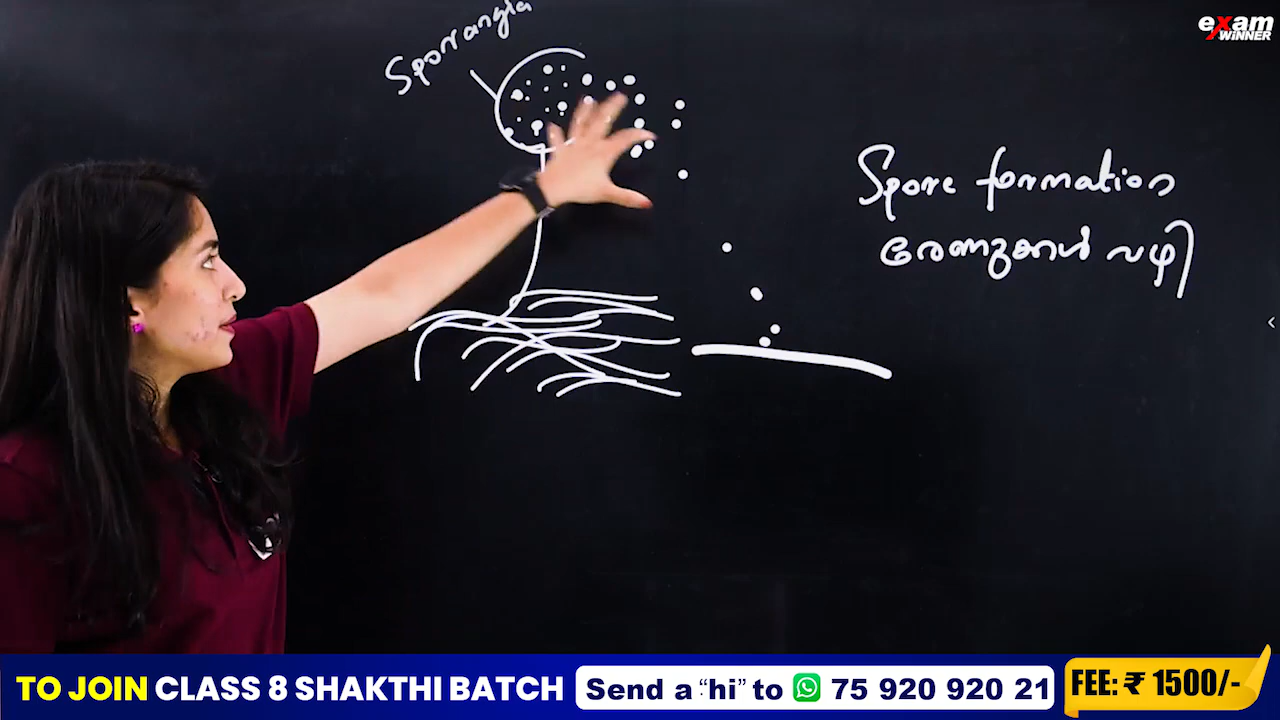 Sporangia
exam
WINNER
Spore formation
രേണുക്കൾ വഴി
TO JOIN CLASS 8 SHAKTHI BATCH
Send a “hi” to 75 920 920 21
FEE: ₹ 1500/-